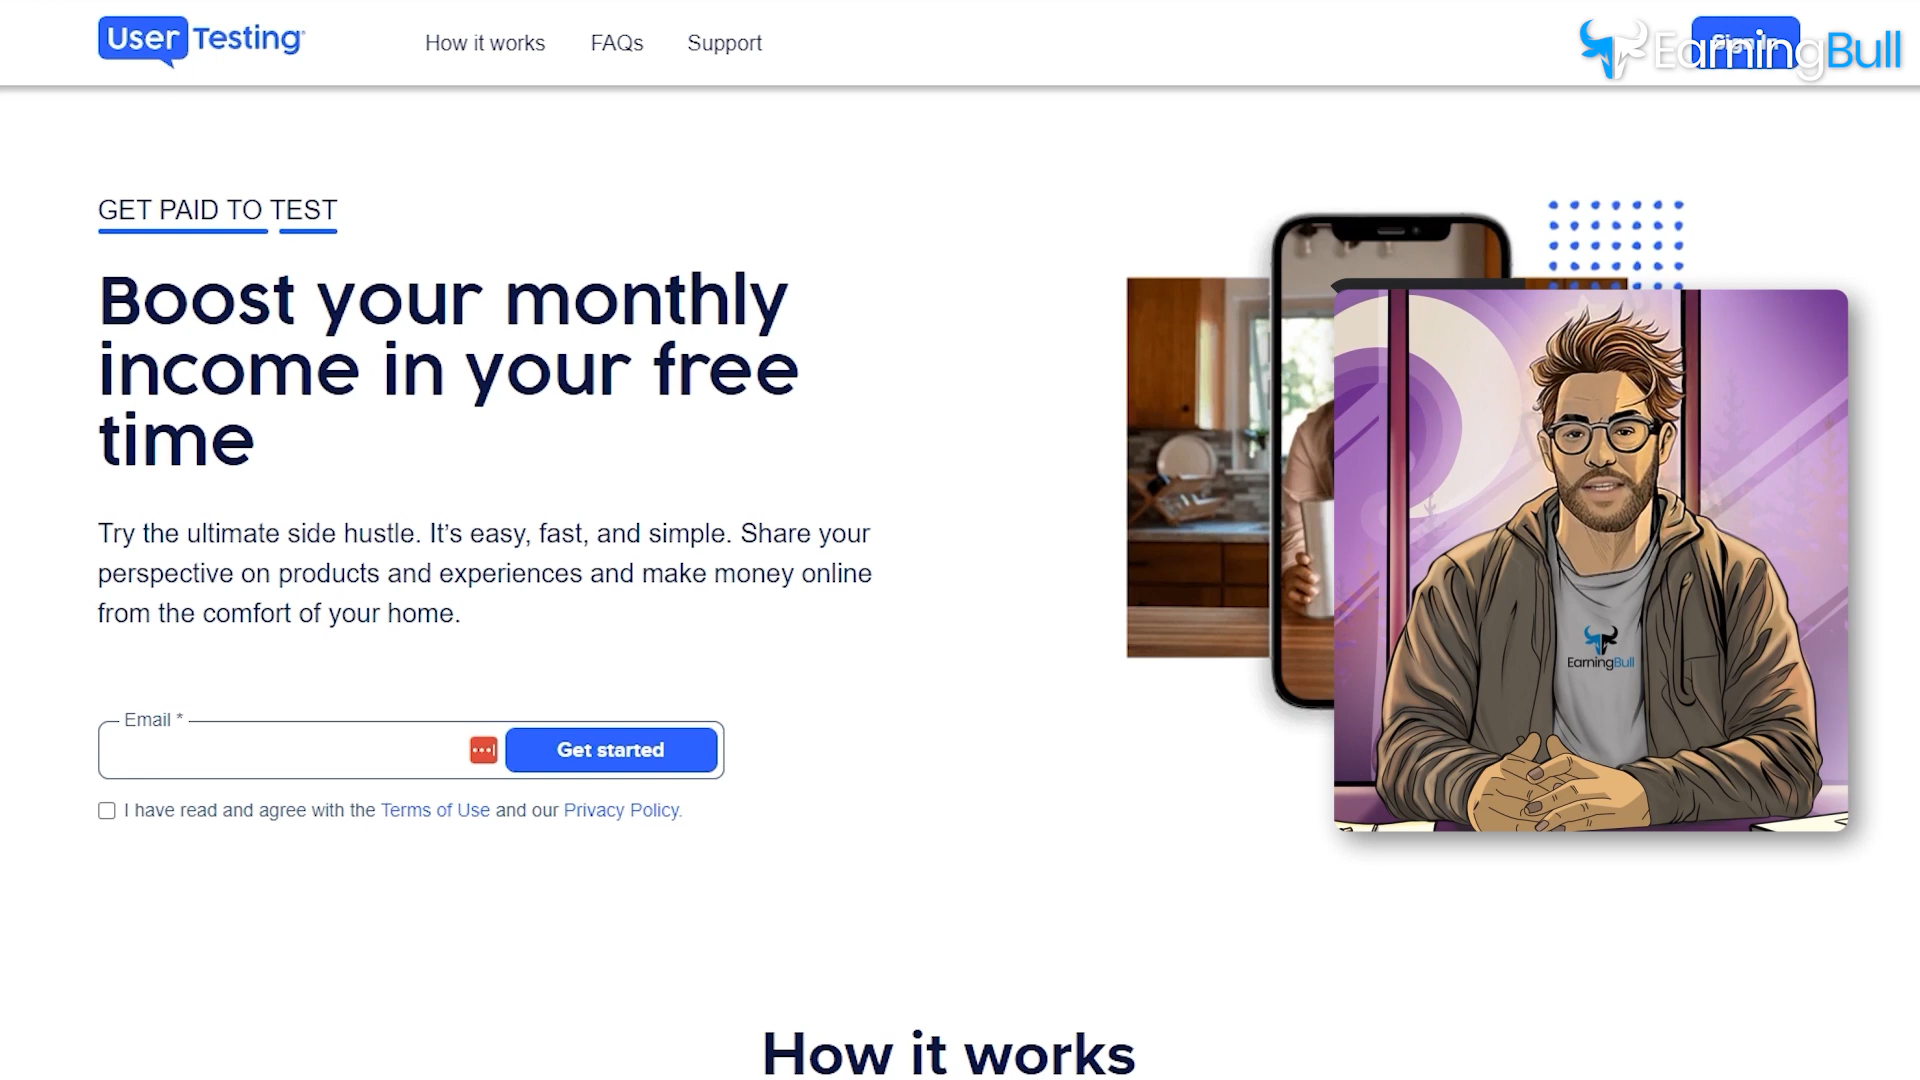 User Testing
How it works
FAQs
Support
Sign In
EarningBull
GET PAID TO TEST
Boost your monthly
income in your free
time
Try the ultimate side hustle. It’s easy, fast, and simple. Share your
perspective on products and experiences and make money online
from the comfort of your home.
Email *
Get started
I have read and agree with the Terms of Use and our Privacy Policy.
EarningBull
How it works